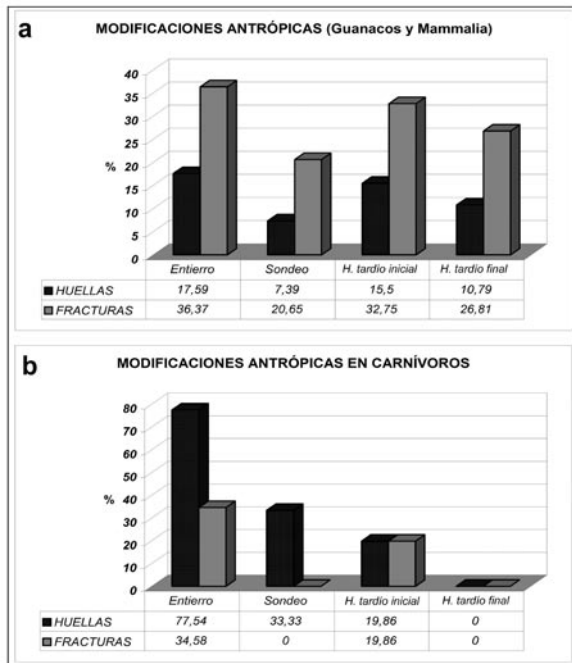 a
MODIFICACIONES ANTRÓPICAS (Guanacos y Mammalia)
40
35
30
25
%
20
15
10
5
0
Entierro Sondeo H. tardío inicial H. tardío final
HUELLAS 17,59 7,39 15,5 10,79
FRACTURAS 36,37 20,65 32,75 26,81
b
MODIFICACIONES ANTRÓPICAS EN CARNÍVOROS
80
70
60
50
%
40
30
20
10
0
Entierro Sondeo H. tardío inicial H. tardío final
HUELLAS 77,54 33,33 19,86 0
FRACTURAS 34,58 0 19,86 0